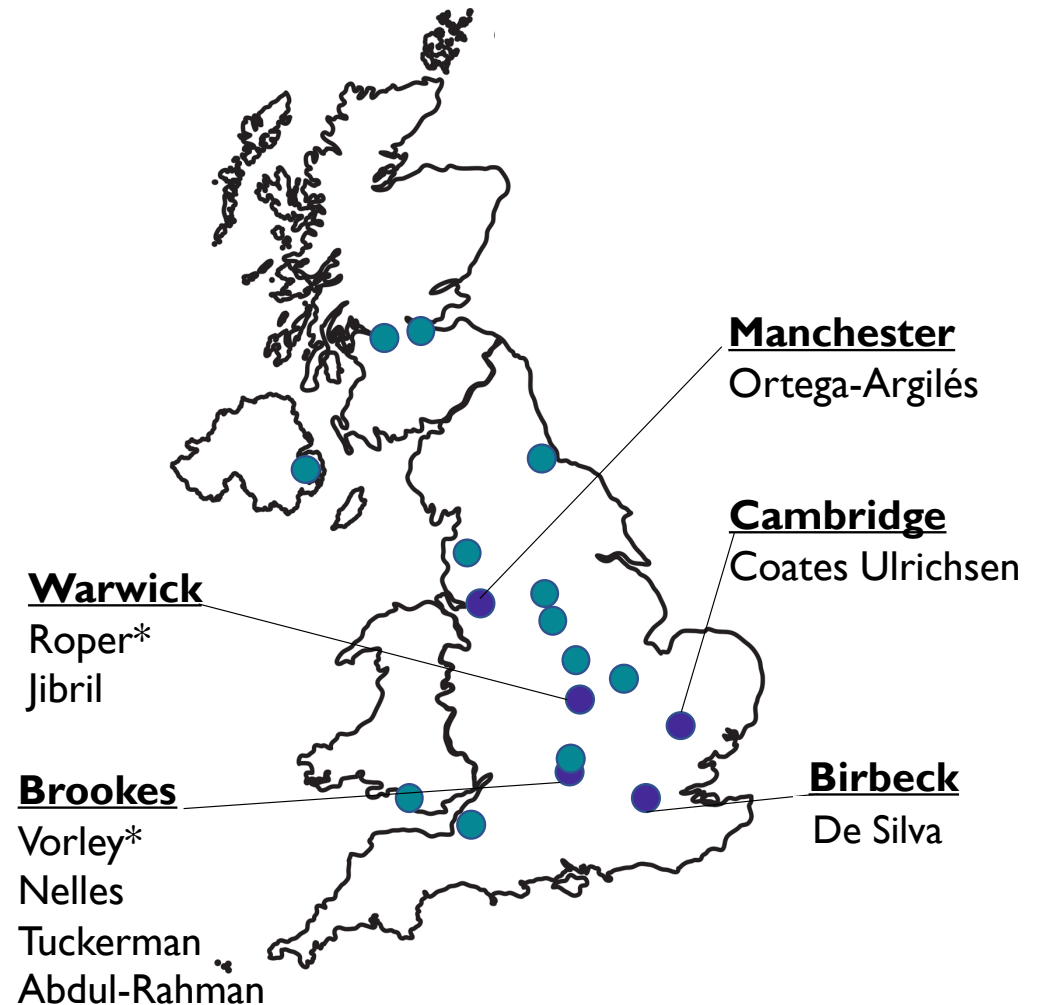 Manchester
Ortega-Argilés
Cambridge
Coates Ulrichsen
Warwick
Roper*
Jibril
Brookes
Vorley*
Nelles
Tuckerman
Abdul-Rahman
Birbeck
De Silva